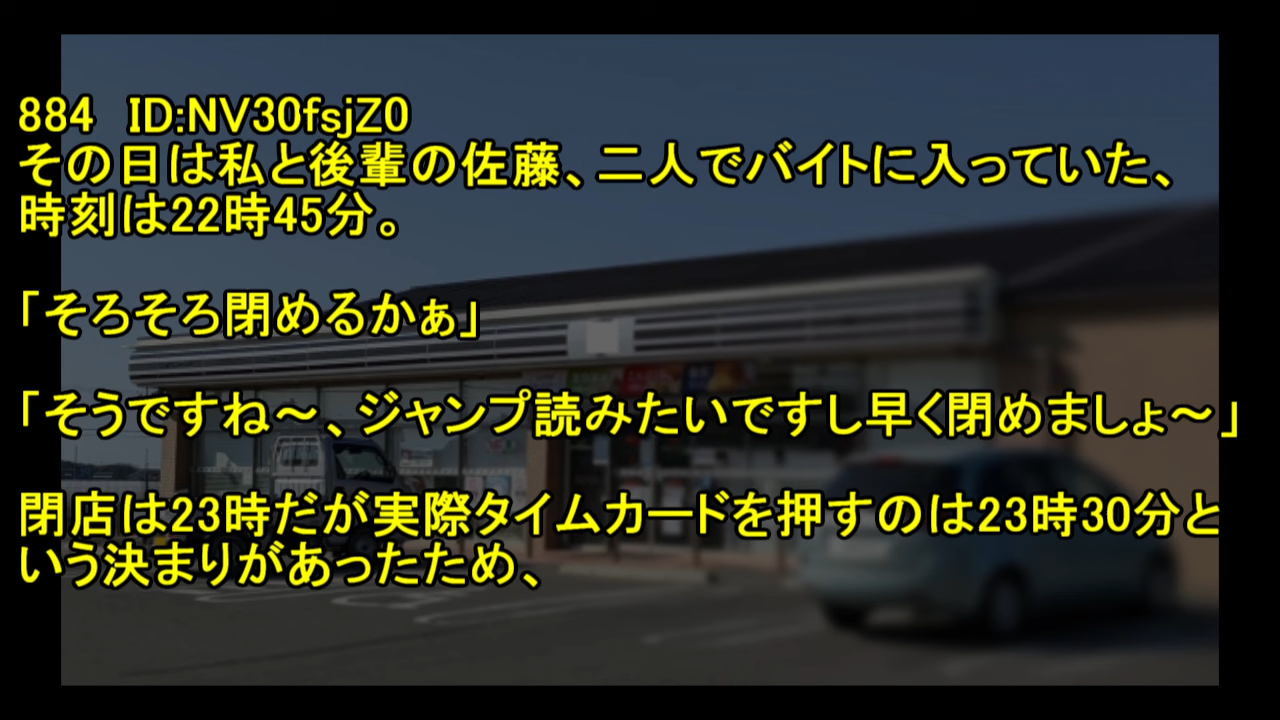 884 ID:NV30fsjZ0
その日は私と後輩の佐藤、二人でバイトに入っていた、
時刻は22時45分。
「そろそろ閉めるかぁ」
「そうですね～、ジャンプ読みたいですし早く閉めましょ～」
閉店は23時だが実際タイムカードを押すのは23時30分と
いう決まりがあったため、